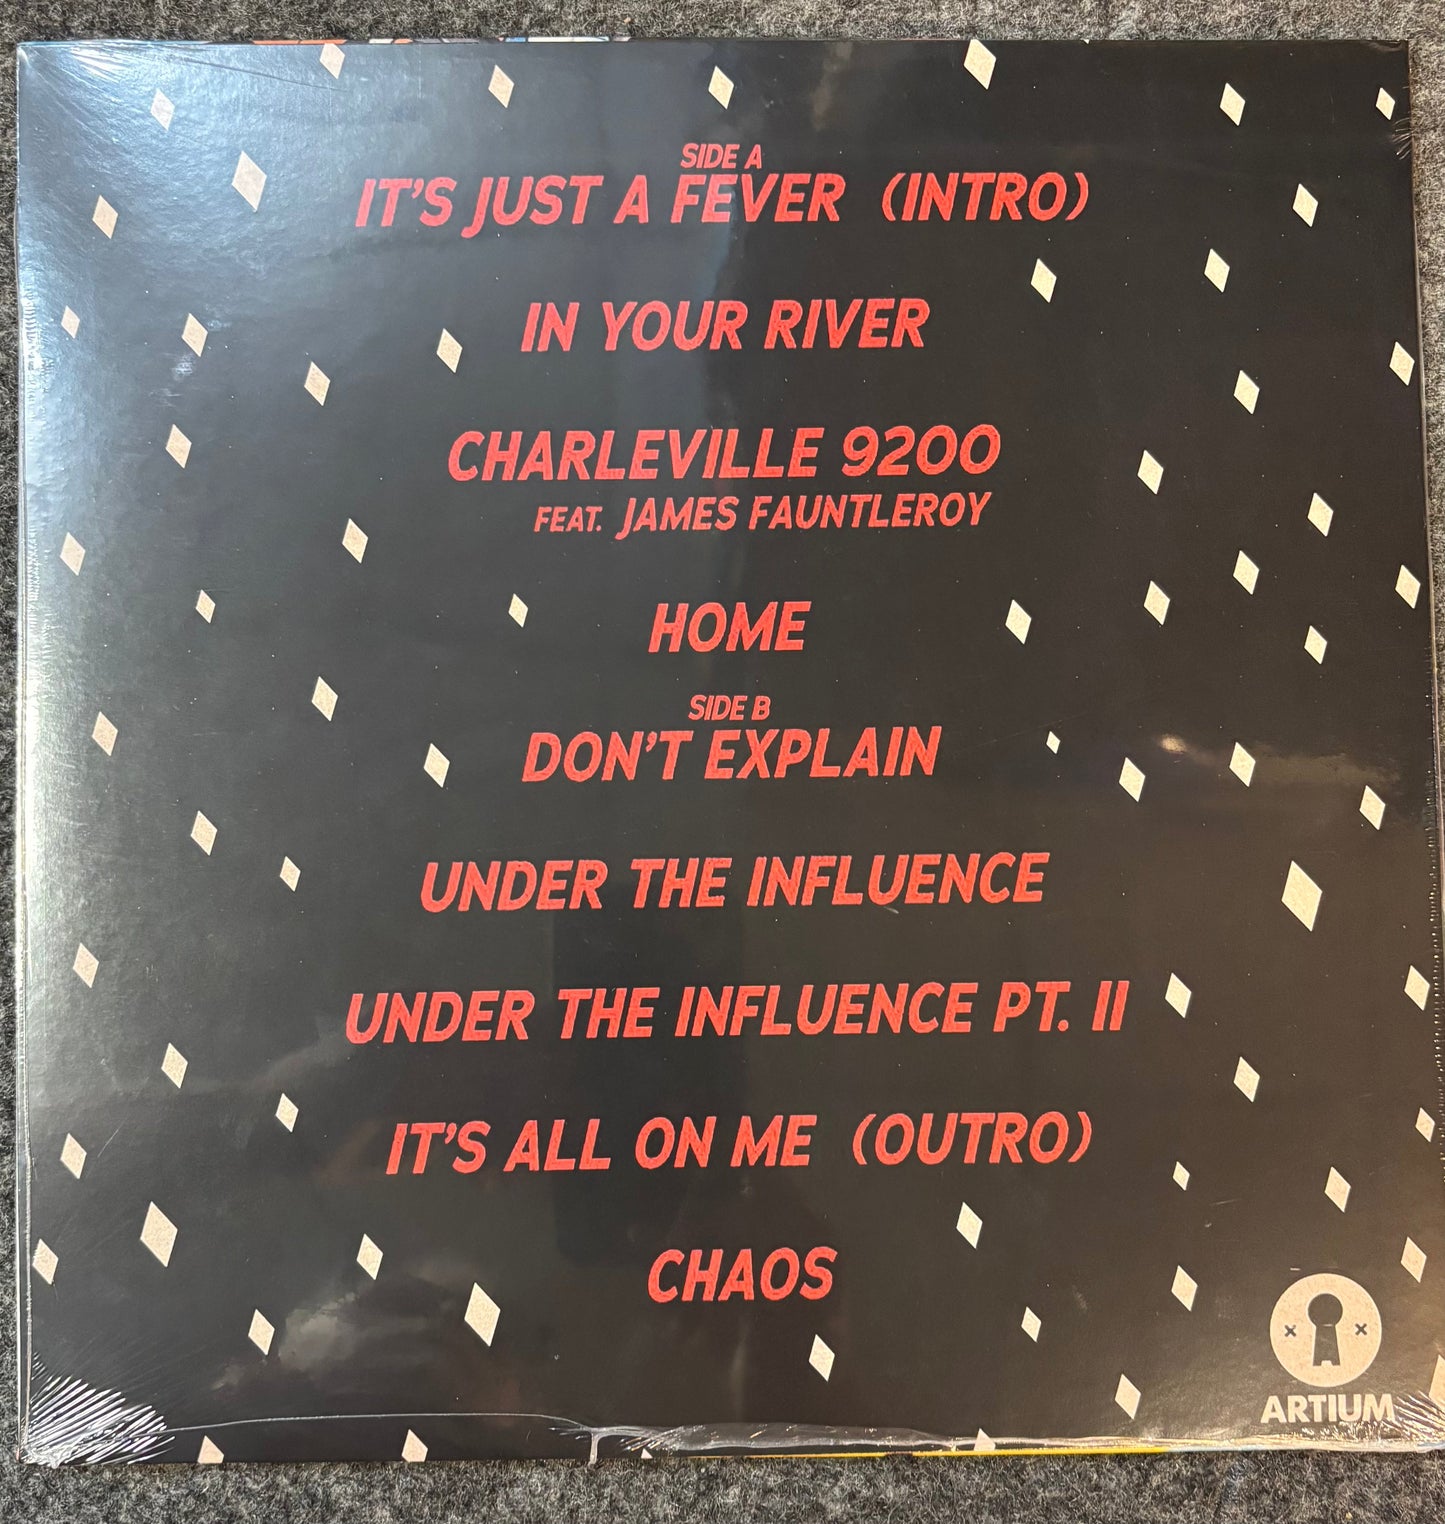 SIDE A
IT'S JUST A FEVER (INTRO)
IN YOUR RIVER
CHARLEVILLE 9200
FEAT. JAMES FAUNTLEROY
HOME
SIDE B
DON'T EXPLAIN
UNDER THE INFLUENCE
UNDER THE INFLUENCE PT. II
IT'S ALL ON ME (OUTRO)
CHAOS
ARTIUM